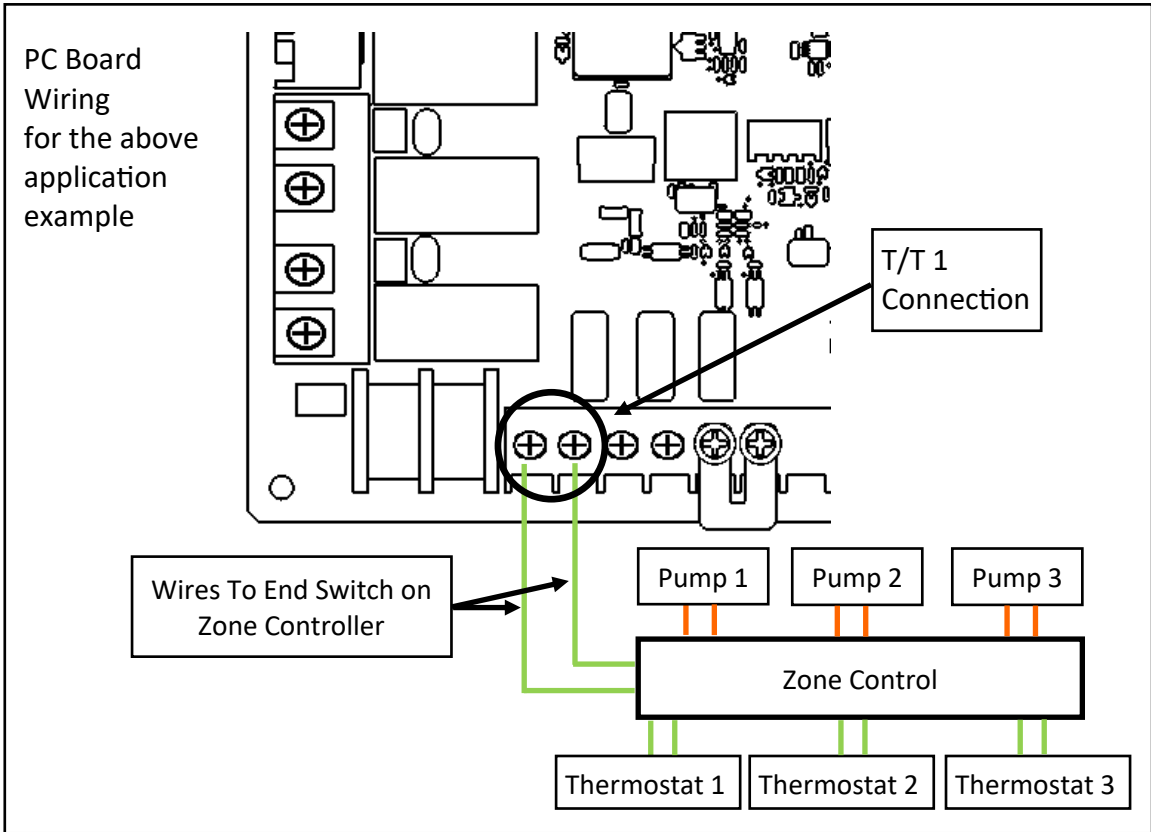 PC Board
Wiring
for the above
application
example
T/T 1
Connection
Wires To End Switch on
Zone Controller
Pump 1
Pump 2
Pump 3
Zone Control
Thermostat 1
Thermostat 2
Thermostat 3